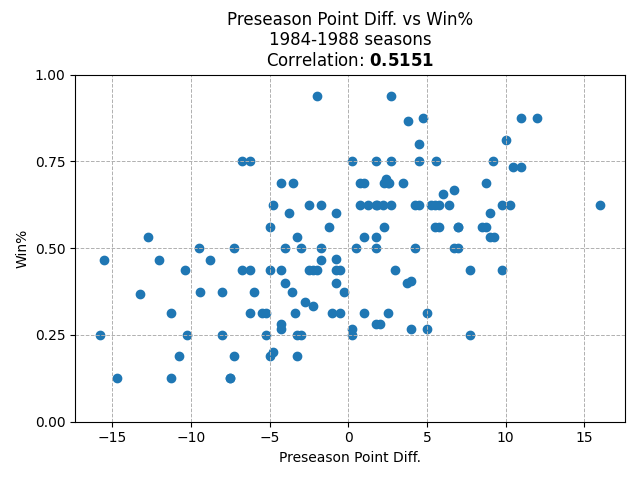 Preseason Point Diff. vs Win%
1984-1988 seasons
Correlation: 0.5151
1.00
0.75
0.50
0.25
0.00
Win%
−15
−10
−5
0
5
10
15
Preseason Point Diff.